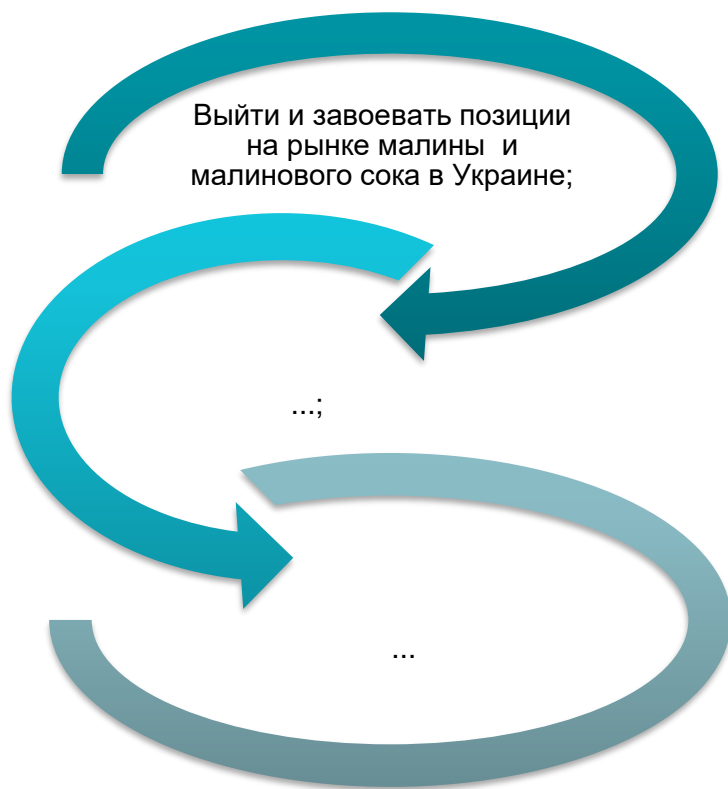 Выйти и завоевать позиции
на рынке малины и
малинового сока в Украине;
...;
...